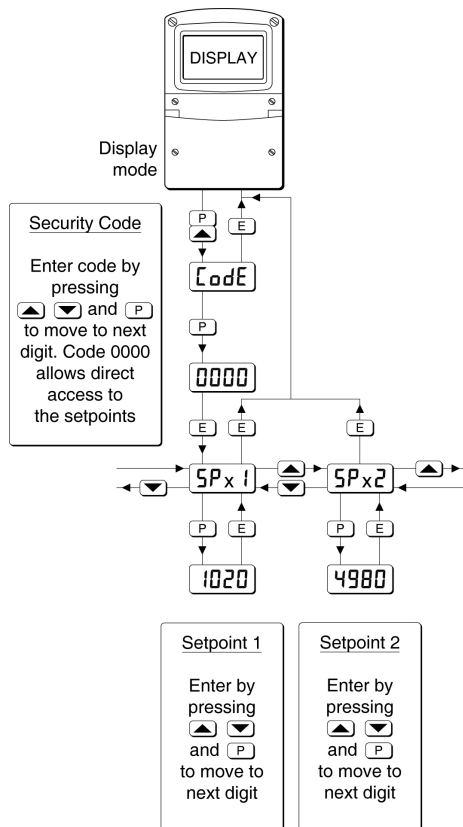 DISPLAY
Display
mode
P
E
Security Code
Enter code by
pressing
and P
to move to next
digit. Code 0000
allows direct
access to
the setpoints
CodE
P
0000
E E E
SPx1 SPx2
P E P E
1020 4980
Setpoint 1
Enter by
pressing
and P
to move to
next digit
Setpoint 2
Enter by
pressing
and P
to move to
next digit